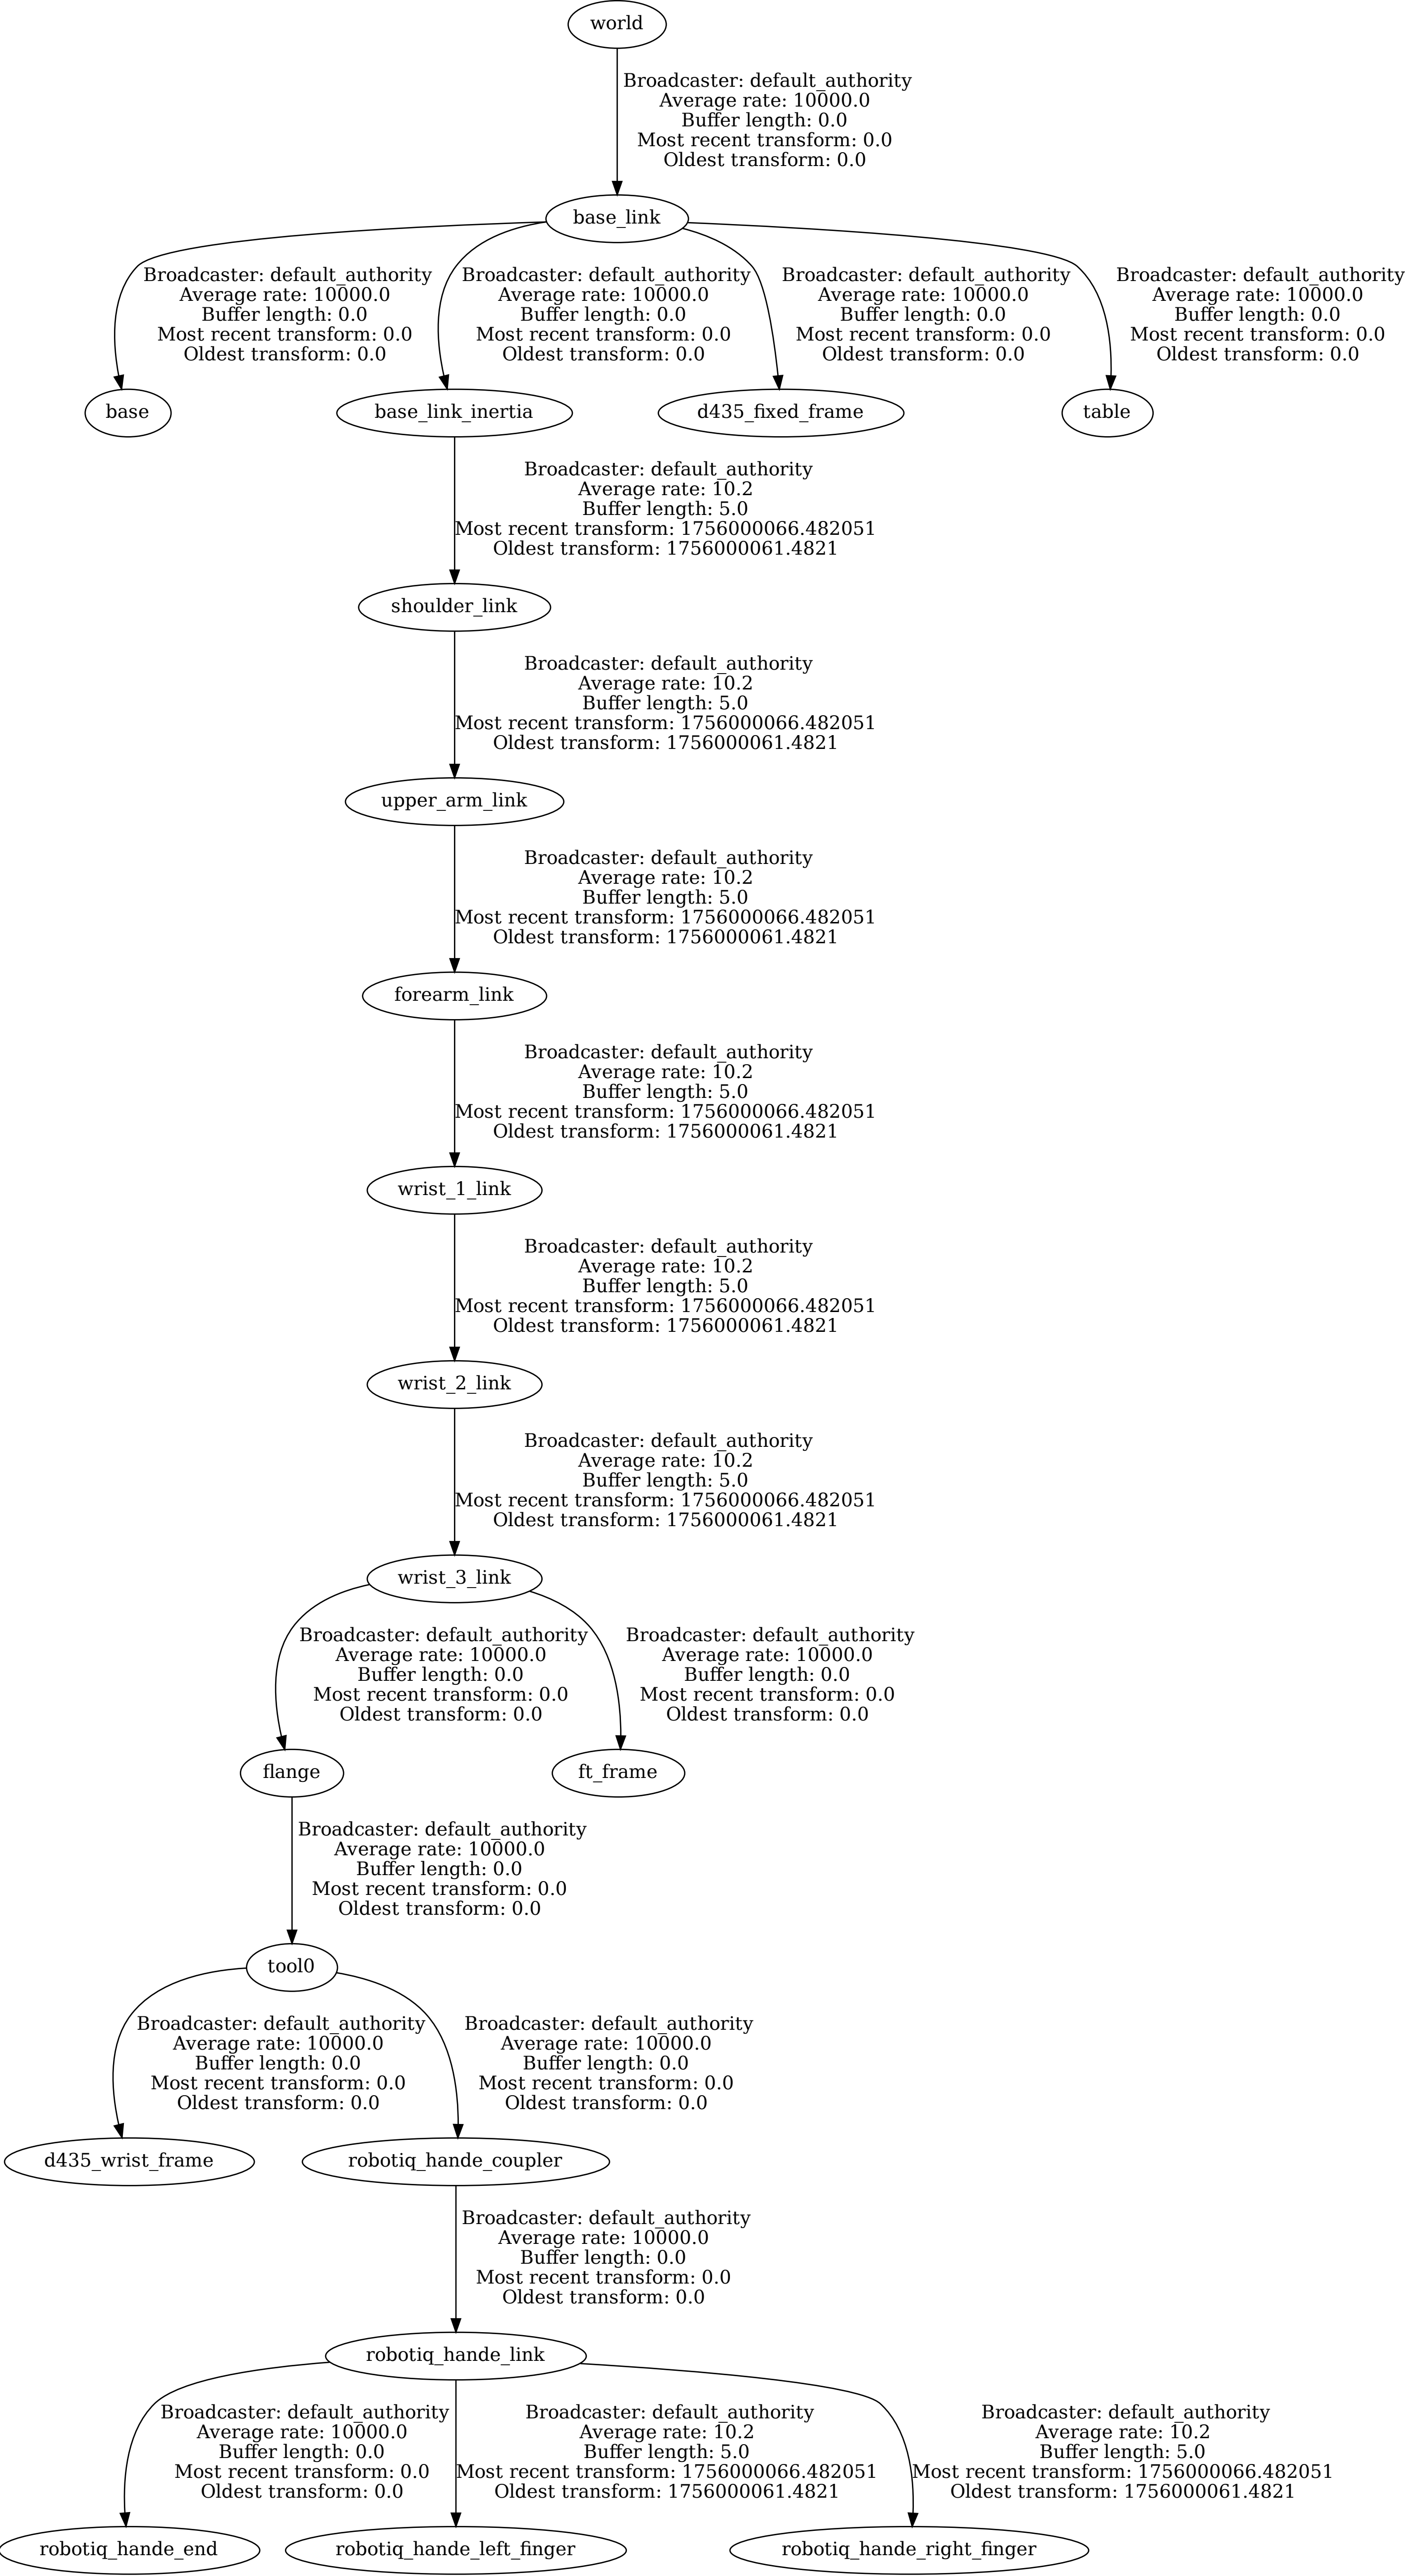 world
Broadcaster: default_authority
Average rate: 10000.0
Buffer length: 0.0
Most recent transform: 0.0
Oldest transform: 0.0
base_link
Broadcaster: default_authority
Average rate: 10000.0
Buffer length: 0.0
Most recent transform: 0.0
Oldest transform: 0.0
Broadcaster: default_authority
Average rate: 10000.0
Buffer length: 0.0
Most recent transform: 0.0
Oldest transform: 0.0
Broadcaster: default_authority
Average rate: 10000.0
Buffer length: 0.0
Most recent transform: 0.0
Oldest transform: 0.0
Broadcaster: default_authority
Average rate: 10000.0
Buffer length: 0.0
Most recent transform: 0.0
Oldest transform: 0.0
base
base_link_inertia
d435_fixed_frame
table
Broadcaster: default_authority
Average rate: 10.2
Buffer length: 5.0
Most recent transform: 1756000066.482051
Oldest transform: 1756000061.4821
shoulder_link
Broadcaster: default_authority
Average rate: 10.2
Buffer length: 5.0
Most recent transform: 1756000066.482051
Oldest transform: 1756000061.4821
upper_arm_link
Broadcaster: default_authority
Average rate: 10.2
Buffer length: 5.0
Most recent transform: 1756000066.482051
Oldest transform: 1756000061.4821
forearm_link
Broadcaster: default_authority
Average rate: 10.2
Buffer length: 5.0
Most recent transform: 1756000066.482051
Oldest transform: 1756000061.4821
wrist_1_link
Broadcaster: default_authority
Average rate: 10.2
Buffer length: 5.0
Most recent transform: 1756000066.482051
Oldest transform: 1756000061.4821
wrist_2_link
Broadcaster: default_authority
Average rate: 10.2
Buffer length: 5.0
Most recent transform: 1756000066.482051
Oldest transform: 1756000061.4821
wrist_3_link
Broadcaster: default_authority
Average rate: 10000.0
Buffer length: 0.0
Most recent transform: 0.0
Oldest transform: 0.0
Broadcaster: default_authority
Average rate: 10000.0
Buffer length: 0.0
Most recent transform: 0.0
Oldest transform: 0.0
flange
ft_frame
Broadcaster: default_authority
Average rate: 10000.0
Buffer length: 0.0
Most recent transform: 0.0
Oldest transform: 0.0
tool0
Broadcaster: default_authority
Average rate: 10000.0
Buffer length: 0.0
Most recent transform: 0.0
Oldest transform: 0.0
Broadcaster: default_authority
Average rate: 10000.0
Buffer length: 0.0
Most recent transform: 0.0
Oldest transform: 0.0
d435_wrist_frame
robotiq_hande_coupler
Broadcaster: default_authority
Average rate: 10000.0
Buffer length: 0.0
Most recent transform: 0.0
Oldest transform: 0.0
robotiq_hande_link
Broadcaster: default_authority
Average rate: 10000.0
Buffer length: 0.0
Most recent transform: 0.0
Oldest transform: 0.0
Broadcaster: default_authority
Average rate: 10.2
Buffer length: 5.0
Most recent transform: 1756000066.482051
Oldest transform: 1756000061.4821
Broadcaster: default_authority
Average rate: 10.2
Buffer length: 5.0
Most recent transform: 1756000066.482051
Oldest transform: 1756000061.4821
robotiq_hande_end
robotiq_hande_left_finger
robotiq_hande_right_finger